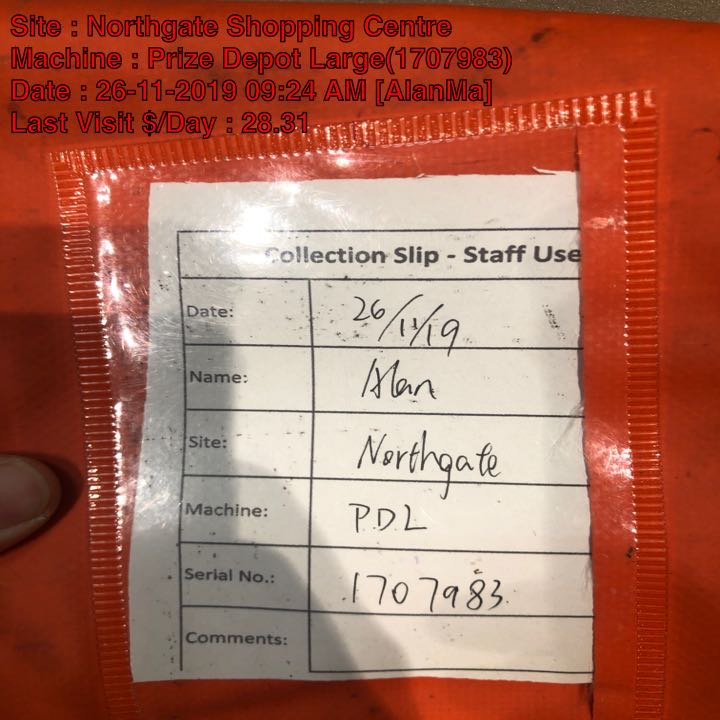 Site : Northgate Shopping Centre
Machine : Prize Depot Large(1707983)
Date : 26-11-2019 09:24 AM [AlanMa]
Last Visit $/Day : 28.31
Collection Slip - Staff Use
Date: 26/11/19
Name: Alan
Site: Northgate
Machine: PDL
Serial No.: 1707983
Comments: